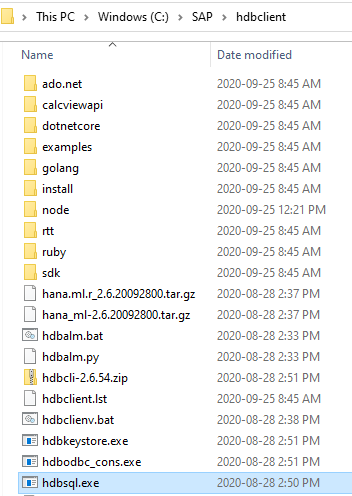 This PC > Windows (C:) > SAP > hdbclient
Name Date modified
ado.net 2020-09-25 8:45 AM
calcviewapi 2020-09-25 8:45 AM
dotnetcore 2020-09-25 8:45 AM
examples 2020-09-25 8:45 AM
golang 2020-09-25 8:45 AM
install 2020-09-25 8:45 AM
node 2020-09-25 12:21 PM
rtt 2020-09-25 8:45 AM
ruby 2020-09-25 8:45 AM
sdk 2020-09-25 8:45 AM
hana.ml.r_2.6.20092800.tar.gz 2020-08-28 2:37 PM
hana_ml-2.6.20092800.tar.gz 2020-08-28 2:37 PM
hdbalm.bat 2020-08-28 2:33 PM
hdbalm.py 2020-08-28 2:33 PM
hdbcli-2.6.54.zip 2020-08-28 2:51 PM
hdbclient.lst 2020-09-25 8:45 AM
hdbclienv.bat 2020-08-28 2:38 PM
hdbkeystore.exe 2020-08-28 2:51 PM
hdbodbc_cons.exe 2020-08-28 2:51 PM
hdbsql.exe 2020-08-28 2:50 PM